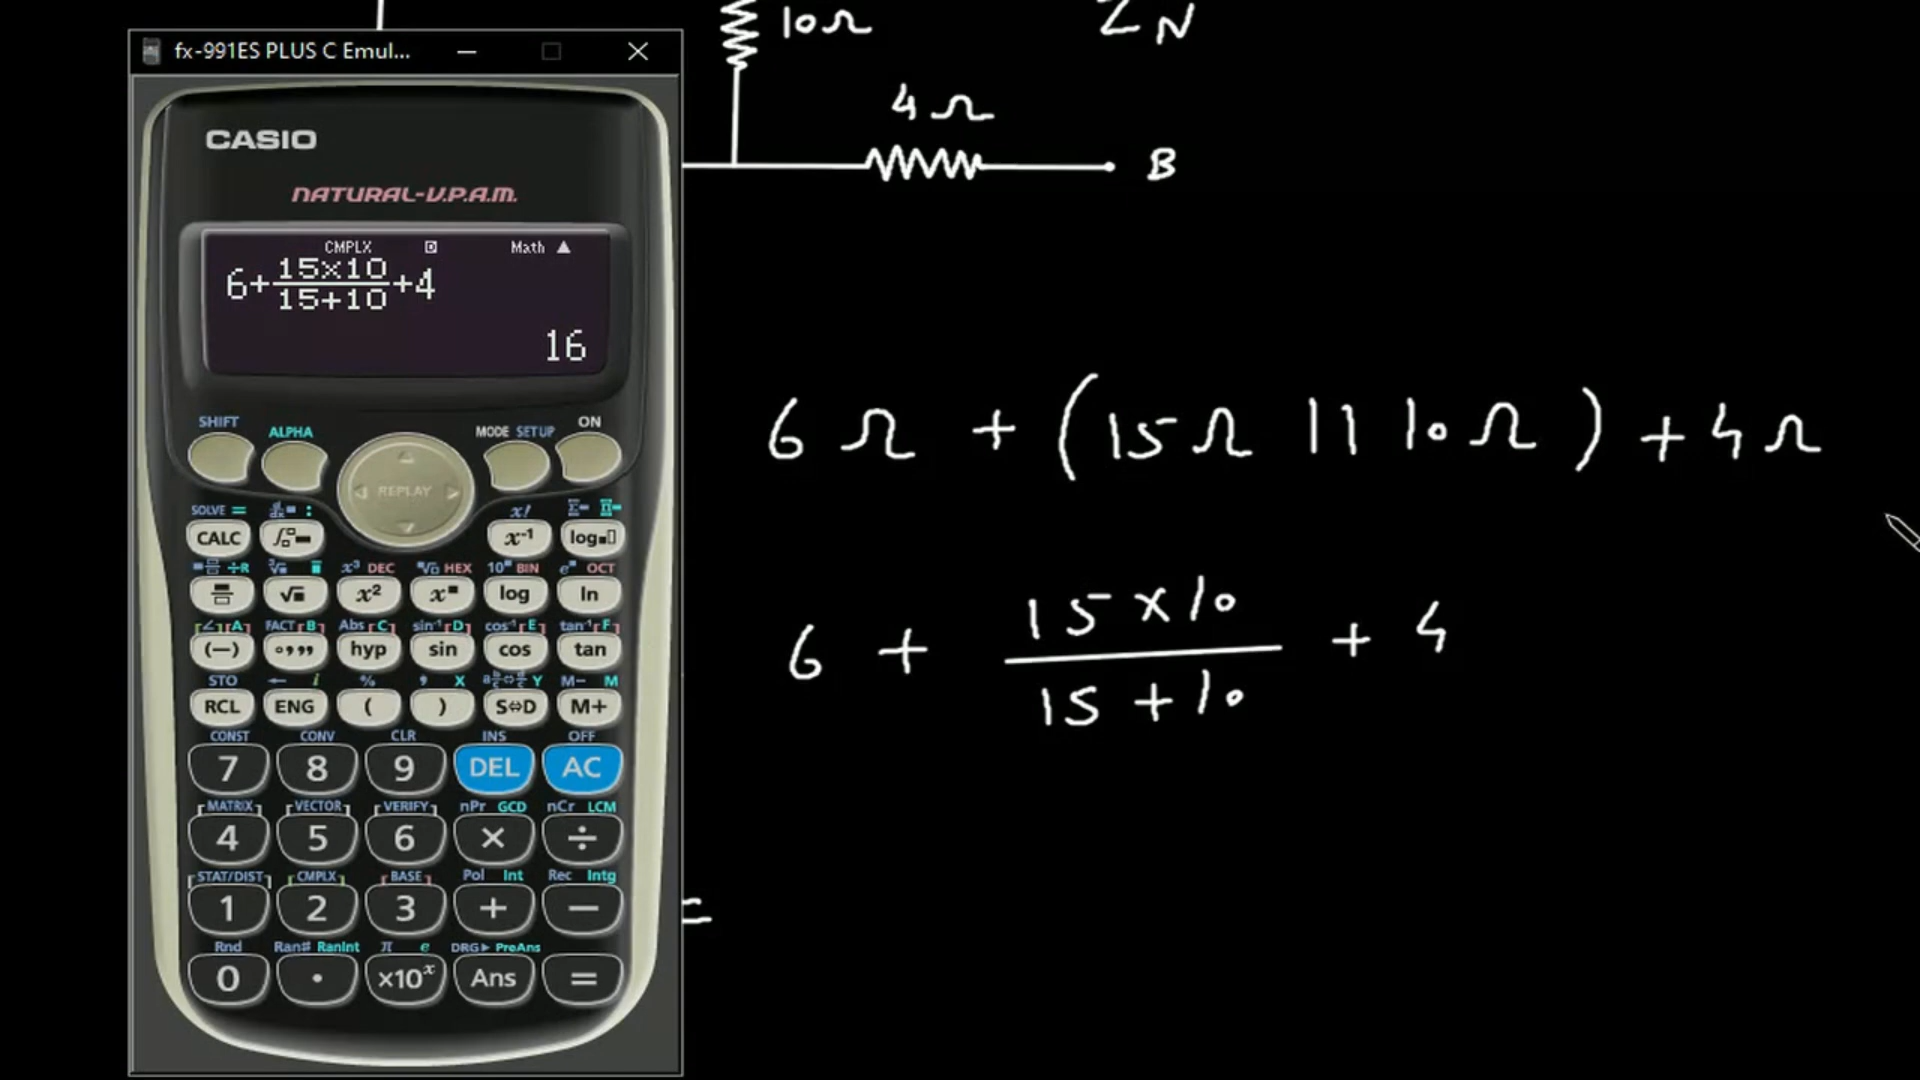 fx-991ES PLUS C Emul...
CASIO
NATURAL-V.P.A.M.
CMPLX D Math ▲
6+15×10/15+10+4
16
SHIFT ALPHA MODE SETUP ON
REPLAY
SOLVE = : x! Σ
CALC x⁻¹ log
÷R x³ DEC HEX 10 BIN e OCT
√ x² x log ln
∠ A FACT B Abs C sin⁻¹ D cos⁻¹ E tan⁻¹ F
(−) hyp sin cos tan
STO ← i % , X Y M− M
RCL ENG ( ) S⇔D M+
CONST CONV CLR INS OFF
7 8 9 DEL AC
MATRIX VECTOR VERIFY nPr GCD nCr LCM
4 5 6 × ÷
STAT/DIST CMPLX BASE Pol Int Rec Intg
1 2 3 + −
Rnd Ran# RanInt π e DRG▶ PreAns
0 . ×10ˣ Ans =
10Ω
Z N
4Ω
B
6Ω + (15Ω || 10Ω) + 4Ω
6 + 15×10/15+10 + 4
=